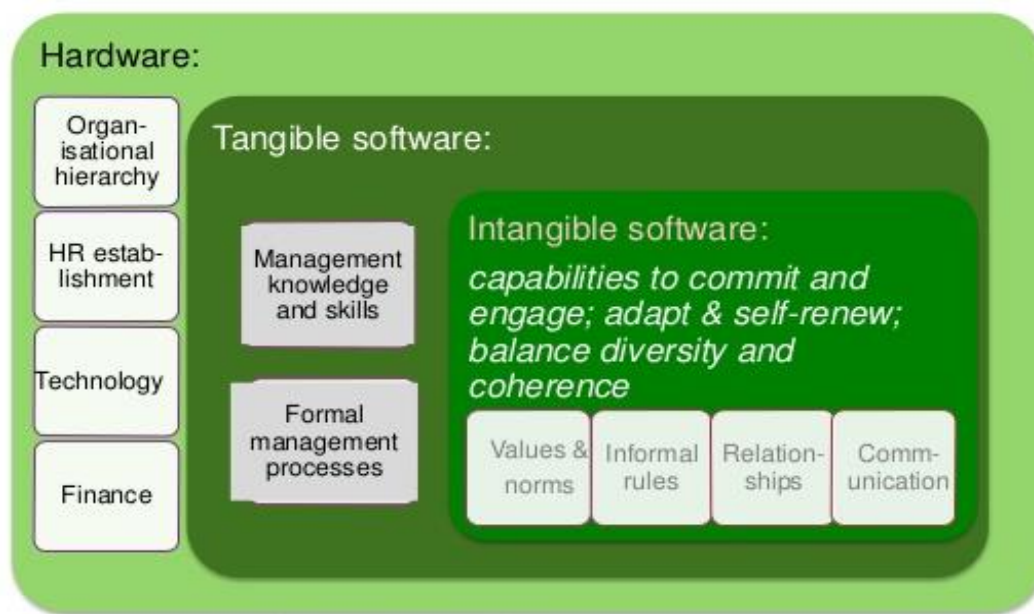 Hardware:
Organ-
isational
hierarchy
HR estab-
lishment
Technology
Finance
Tangible software:
Management
knowledge
and skills
Formal
management
processes
Intangible software:
capabilities to commit and
engage; adapt & self-renew;
balance diversity and
coherence
Values &
norms
Informal
rules
Relation-
ships
Comm-
unication